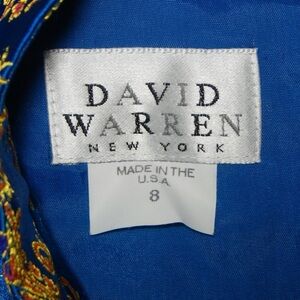 DAVID
WARREN
NEW YORK
MADE IN THE
U.S.A.
8